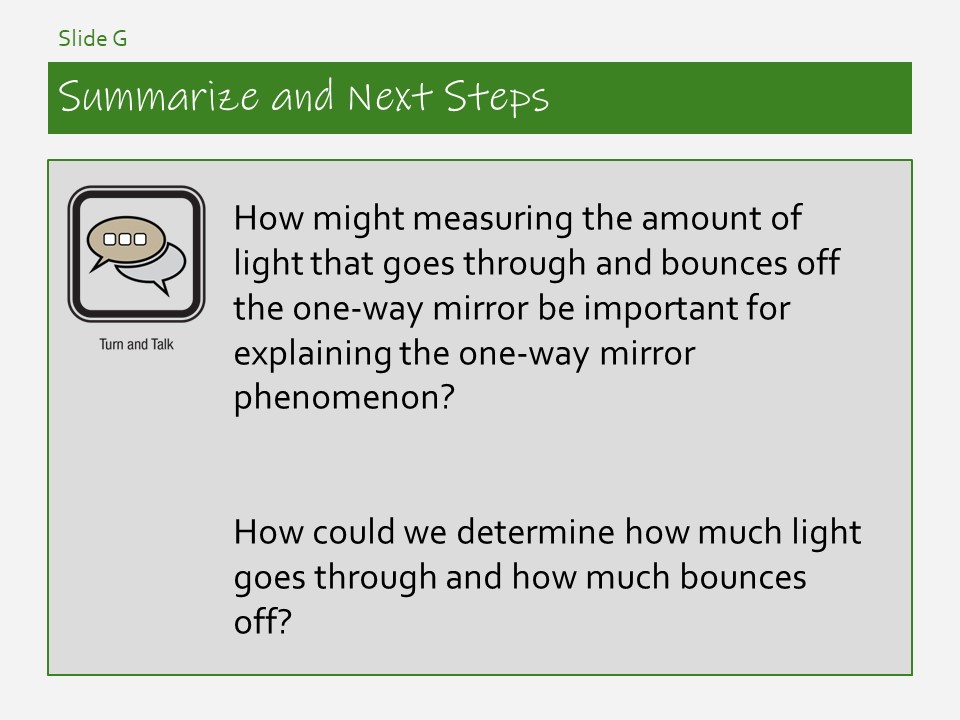 Slide G
Summarize and Next Steps
Turn and Talk
How might measuring the amount of
light that goes through and bounces off
the one-way mirror be important for
explaining the one-way mirror
phenomenon?
How could we determine how much light
goes through and how much bounces
off?